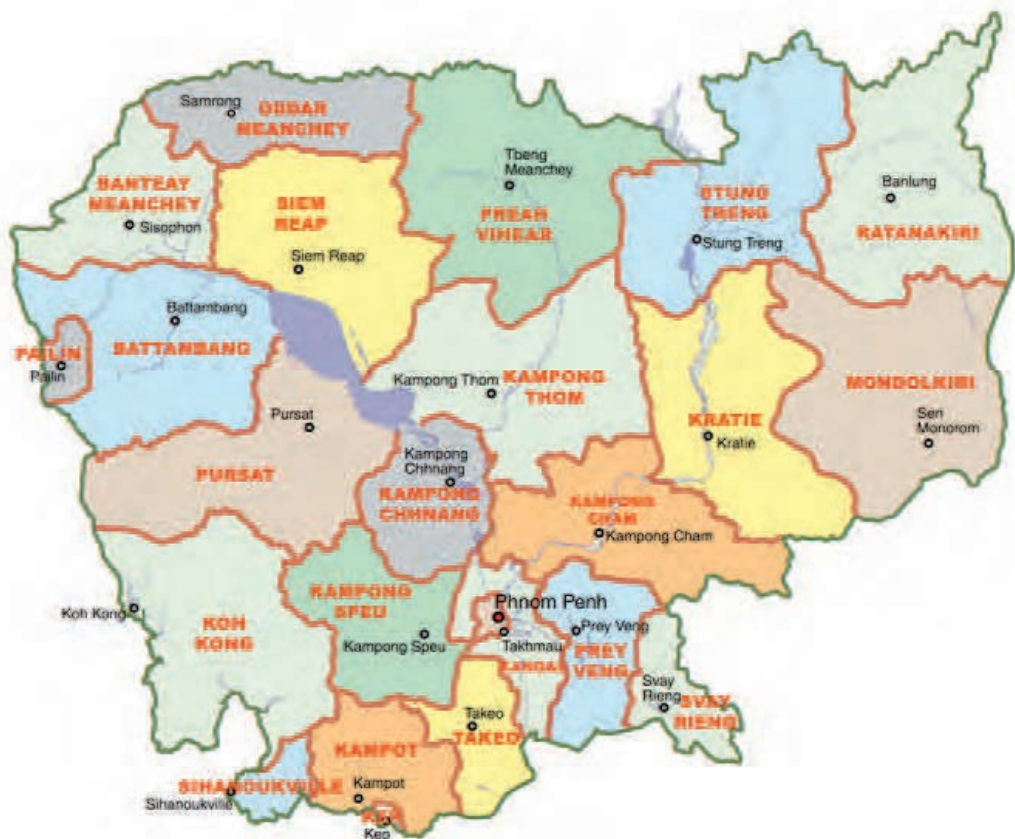 Samrong
ODDAR
MEANCHEY
Tbeng
Meanchey
BANTEAY
MEANCHEY
Sisophon
SIEM
REAP
Siem Reap
PREAH
VIHEAR
STUNG
TRENG
Stung Treng
Banlung
RATANAKIRI
Battambang
BATTANBANG
PAILIN
Pailin
Kampong Thom
KAMPONG
THOM
MONDOLKIRI
Sen
Monorom
KRATIE
Kratie
Pursat
PURSAT
Kampong
Chhnang
KAMPONG
CHHNANG
KAMPONG
CHAM
Kampong Cham
Koh Kong
KOH
KONG
KAMPONG
SPEU
Kampong Speu
Phnom Penh
Takhmau
KANDAL
Prey Veng
PREY
VENG
Svay
Rieng
SVAY
RIENG
Takeo
TAKEO
KAMPOT
Kampot
SIHANOUKVILLE
Sihanoukville
KEP
Kep